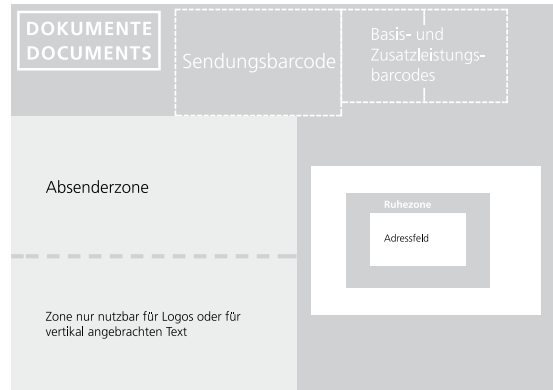 DOKUMENTE
DOCUMENTS
Sendungsbarcode
Basis- und
Zusatzleistungs-
barcodes
Absenderzone
Ruhezone
Adressfeld
Zone nur nutzbar für Logos oder für
vertikal angebrachten Text